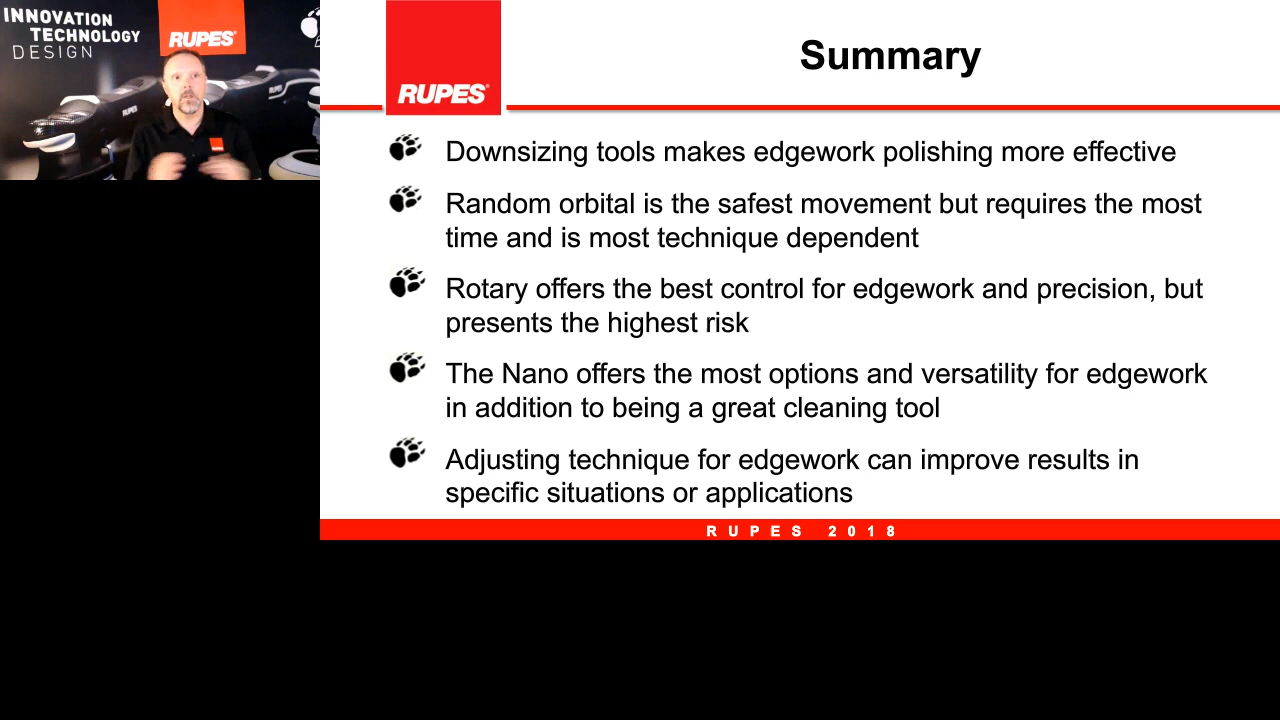 INNOVATION
TECHNOLOGY
DESIGN
RUPES
RUPES
RUPES
RUPES
RUPES
Summary
Downsizing tools makes edgework polishing more effective
Random orbital is the safest movement but requires the most
time and is most technique dependent
Rotary offers the best control for edgework and precision, but
presents the highest risk
The Nano offers the most options and versatility for edgework
in addition to being a great cleaning tool
Adjusting technique for edgework can improve results in
specific situations or applications
RUPES 2018